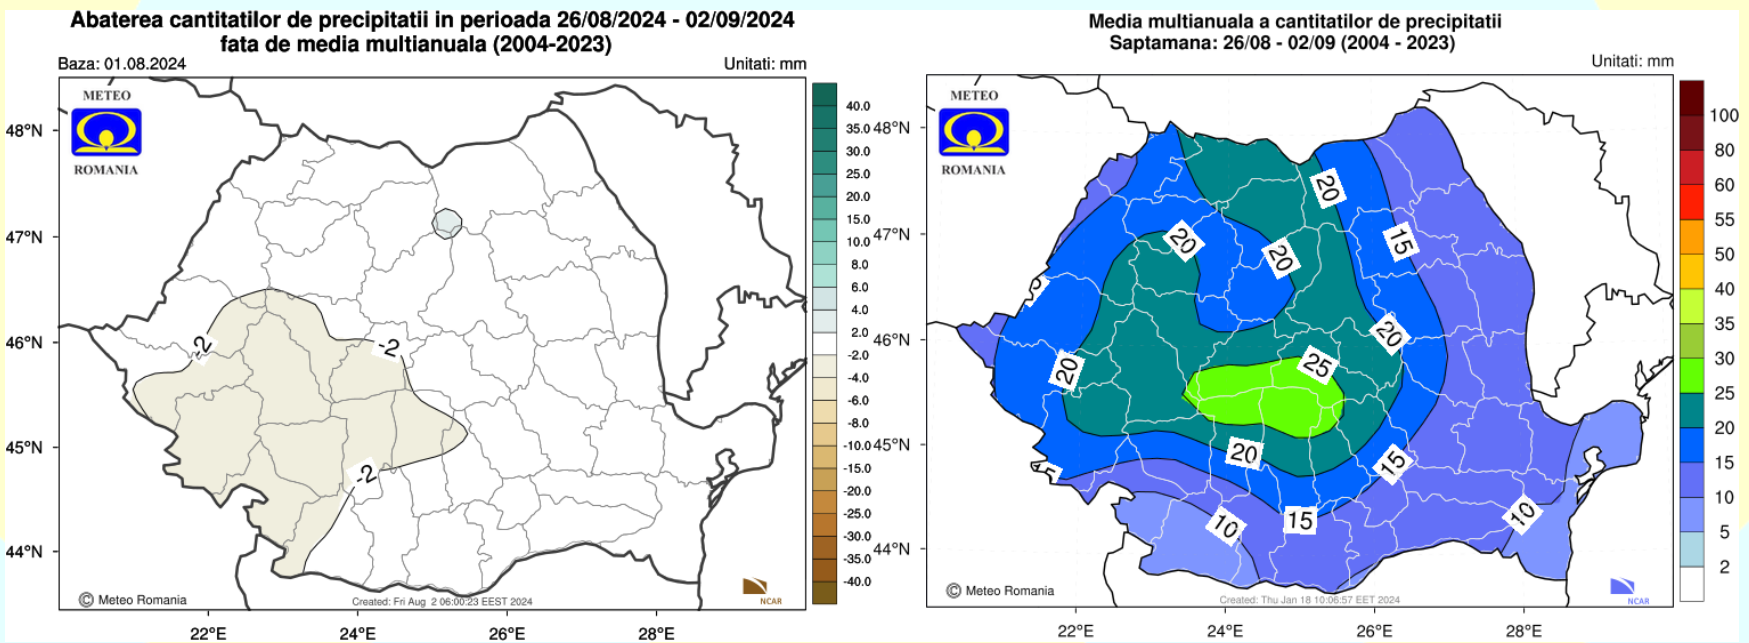 Abaterea cantitatilor de precipitatii in perioada 26/08/2024 - 02/09/2024
fata de media multianuala (2004-2023)
Baza: 01.08.2024
Unitati: mm
METEO
ROMANIA
48°N
47°N
46°N
45°N
44°N
22°E
24°E
26°E
28°E
-2
-2
-2
40.0
35.0
30.0
25.0
20.0
15.0
10.0
8.0
6.0
4.0
2.0
-2.0
-4.0
-6.0
-8.0
-10.0
-15.0
-20.0
-25.0
-30.0
-35.0
-40.0
© Meteo Romania
Created: Fri Aug 2 06:00:23 EEST 2024
NCAR
Media multianuala a cantitatilor de precipitatii
Saptamana: 26/08 - 02/09 (2004 - 2023)
Unitati: mm
METEO
ROMANIA
48°N
47°N
46°N
45°N
44°N
22°E
24°E
26°E
28°E
20
20
20
15
20
20
25
20
15
15
10
10
100
80
60
55
50
40
35
30
25
20
15
10
5
2
© Meteo Romania
Created: Thu Jan 18 10:06:57 EET 2024
NCAR